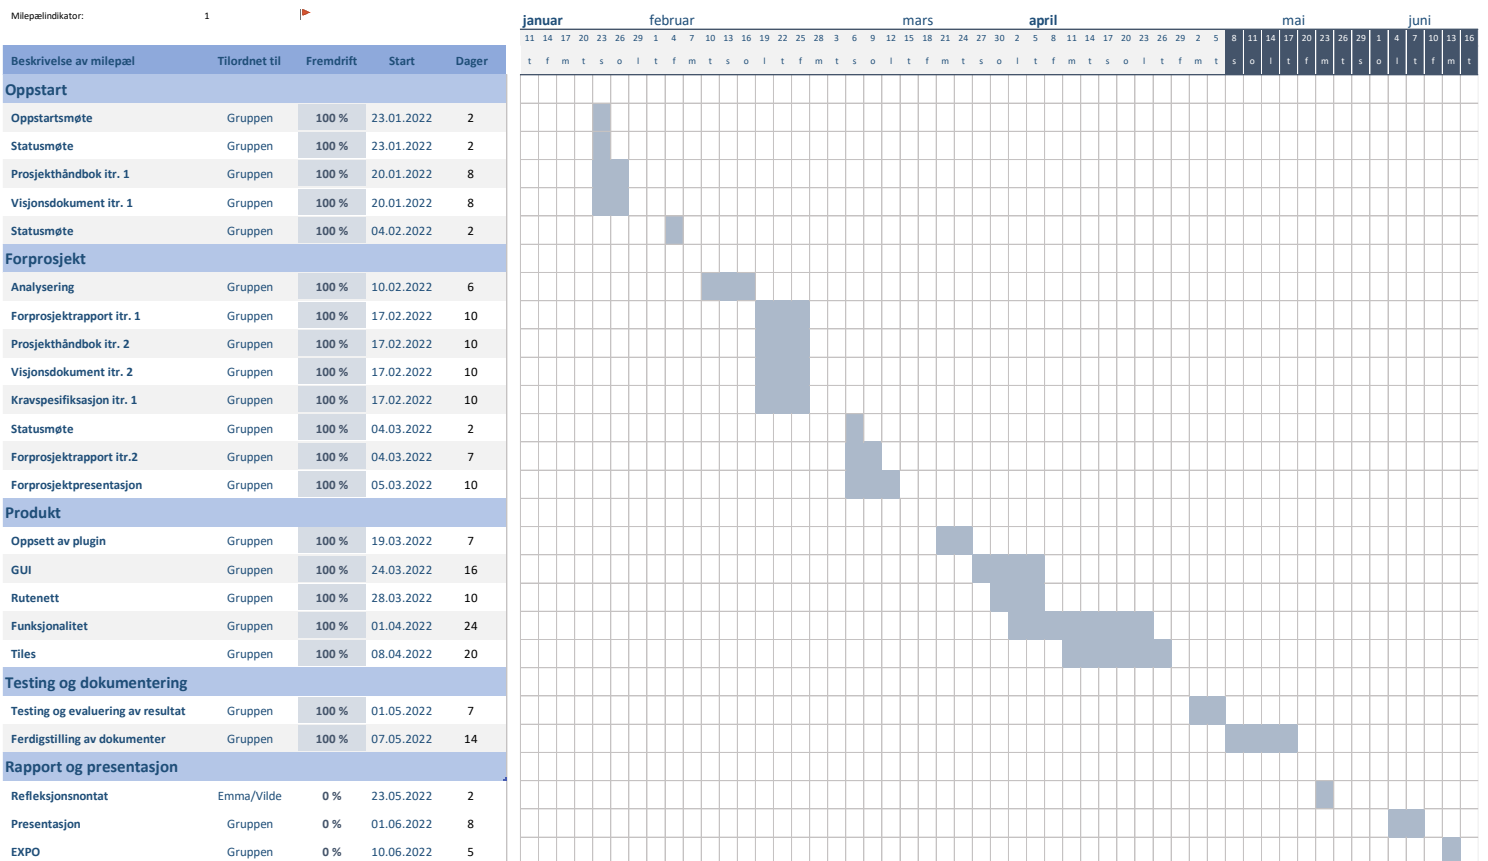 Milepælindikator: 1
januar februar mars april mai juni
11 14 17 20 23 26 29 1 4 7 10 13 16 19 22 25 28 3 6 9 12 15 18 21 24 27 30 2 5 8 11 14 17 20 23 26 29 2 5 8 11 14 17 20 23 26 29 1 4 7 10 13 16
Beskrivelse av milepæl Tilordnet til Fremdrift Start Dager t f m t s o l t f m t s o l t f m t s o l t f m t s o l t f m t s o l t f m t s o l t f m t s o l t f m t
Oppstart
Oppstartsmøte Gruppen 100 % 23.01.2022 2
Statusmøte Gruppen 100 % 23.01.2022 2
Prosjekthåndbok itr. 1 Gruppen 100 % 20.01.2022 8
Visjonsdokument itr. 1 Gruppen 100 % 20.01.2022 8
Statusmøte Gruppen 100 % 04.02.2022 2
Forprosjekt
Analysering Gruppen 100 % 10.02.2022 6
Forprosjektrapport itr. 1 Gruppen 100 % 17.02.2022 10
Prosjekthåndbok itr. 2 Gruppen 100 % 17.02.2022 10
Visjonsdokument itr. 2 Gruppen 100 % 17.02.2022 10
Kravspesifiksasjon itr. 1 Gruppen 100 % 17.02.2022 10
Statusmøte Gruppen 100 % 04.03.2022 2
Forprosjektrapport itr.2 Gruppen 100 % 04.03.2022 7
Forprosjektpresentasjon Gruppen 100 % 05.03.2022 10
Produkt
Oppsett av plugin Gruppen 100 % 19.03.2022 7
GUI Gruppen 100 % 24.03.2022 16
Rutenett Gruppen 100 % 28.03.2022 10
Funksjonalitet Gruppen 100 % 01.04.2022 24
Tiles Gruppen 100 % 08.04.2022 20
Testing og dokumentering
Testing og evaluering av resultat Gruppen 100 % 01.05.2022 7
Ferdigstilling av dokumenter Gruppen 100 % 07.05.2022 14
Rapport og presentasjon
Refleksjonsnontat Emma/Vilde 0 % 23.05.2022 2
Presentasjon Gruppen 0 % 01.06.2022 8
EXPO Gruppen 0 % 10.06.2022 5